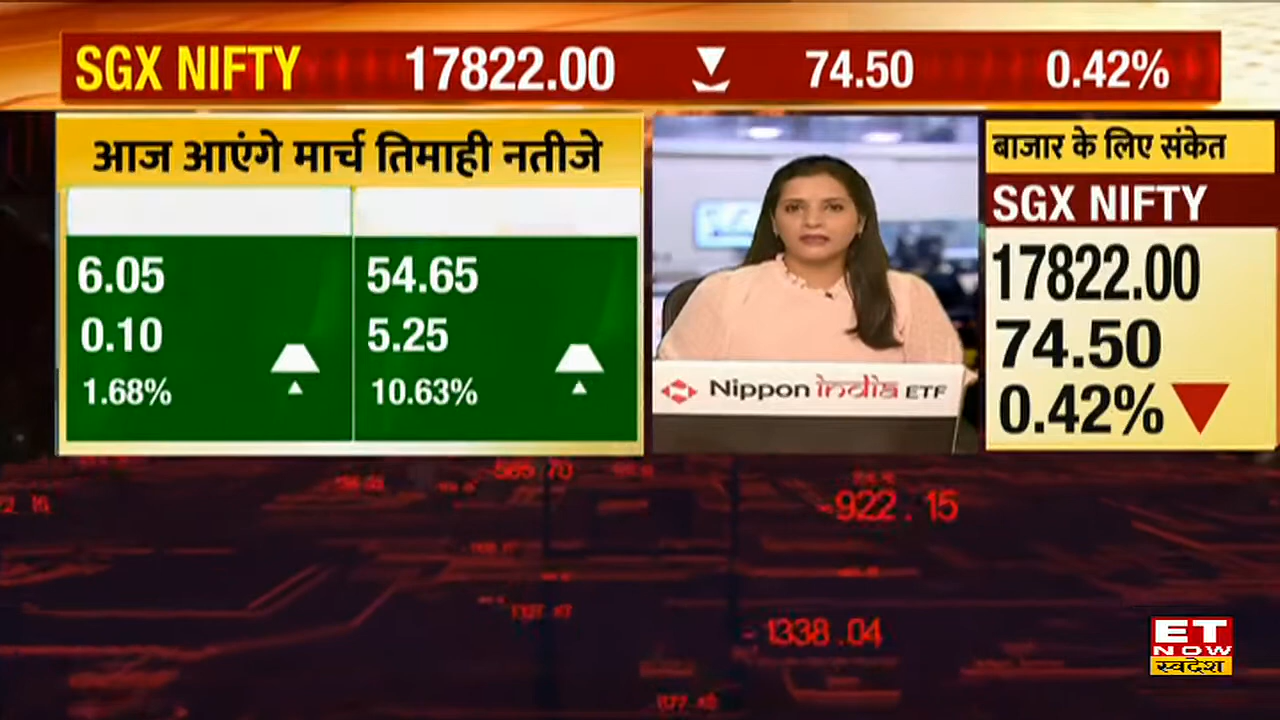 SGX NIFTY 17822.00 74.50 0.42%
आज आएंगे मार्च तिमाही नतीजे
6.05
0.10
1.68%
54.65
5.25
10.63%
Nippon india ETF
बाजार के लिए संकेत
SGX NIFTY
17822.00
74.50
0.42%
-922.15
-1338.04
ET
NOW
स्वदेश